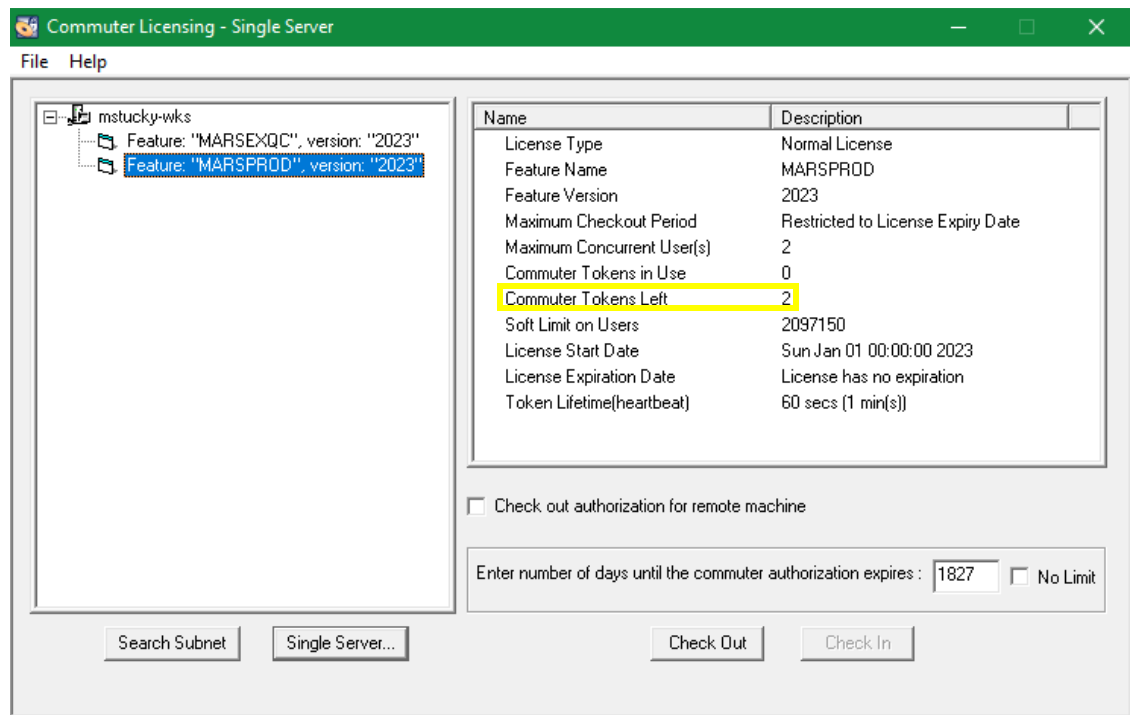 Commuter Licensing - Single Server
File Help
mstucky-wks
Feature: "MARSEXQC", version: "2023"
Feature: "MARSPROD", version: "2023"
Name Description
License Type Normal License
Feature Name MARSPROD
Feature Version 2023
Maximum Checkout Period Restricted to License Expiry Date
Maximum Concurrent User(s) 2
Commuter Tokens in Use 0
Commuter Tokens Left 2
Soft Limit on Users 2097150
License Start Date Sun Jan 01 00:00:00 2023
License Expiration Date License has no expiration
Token Lifetime(heartbeat) 60 secs (1 min(s))
Check out authorization for remote machine
Enter number of days until the commuter authorization expires : 1827 No Limit
Search Subnet Single Server... Check Out Check In